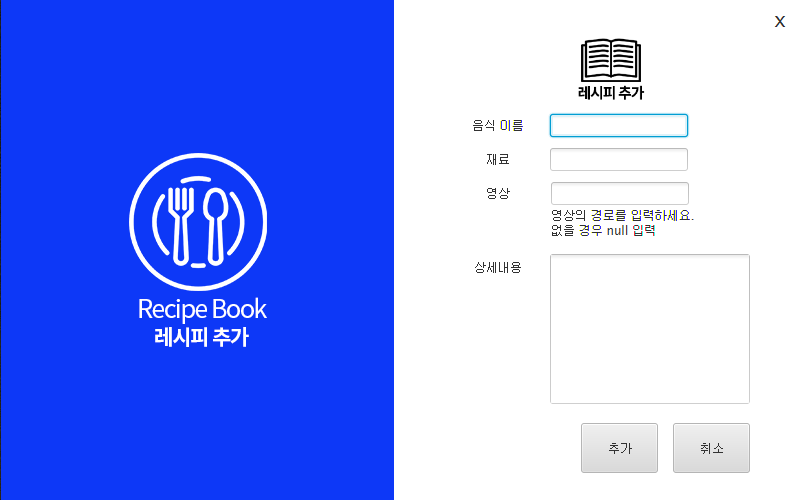 Recipe Book
레시피 추가
X
레시피 추가
음식 이름
재료
영상
영상의 경로를 입력하세요.
없을 경우 null 입력
상세내용
추가
취소